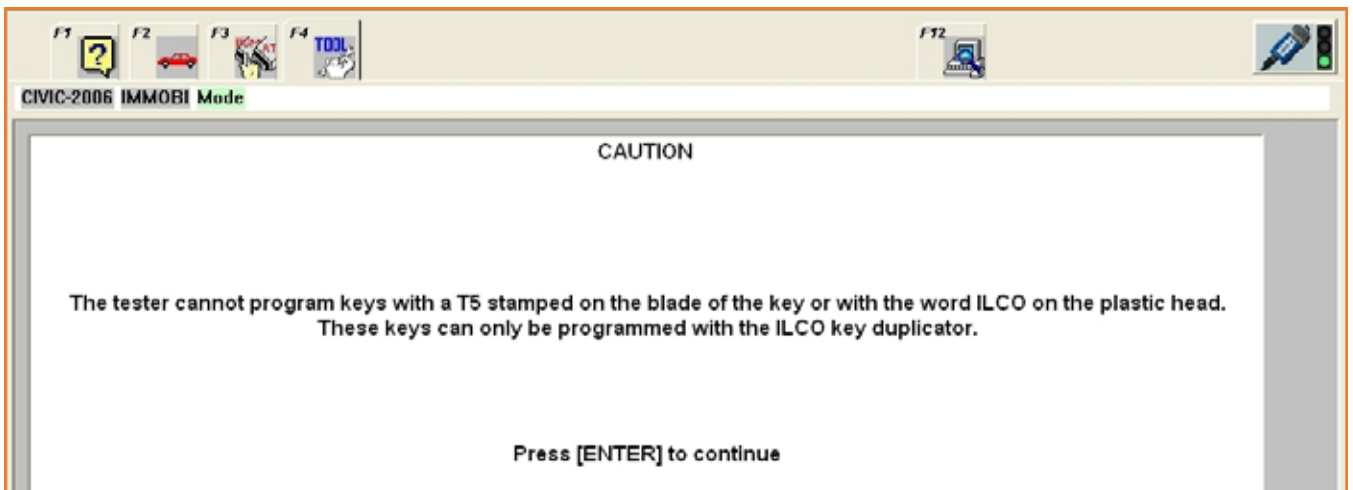 F1 F2 F3 F4 TOOL F12
CIVIC-2006 IMMOBI Mode
CAUTION
The tester cannot program keys with a T5 stamped on the blade of the key or with the word ILCO on the plastic head.
These keys can only be programmed with the ILCO key duplicator.
Press [ENTER] to continue